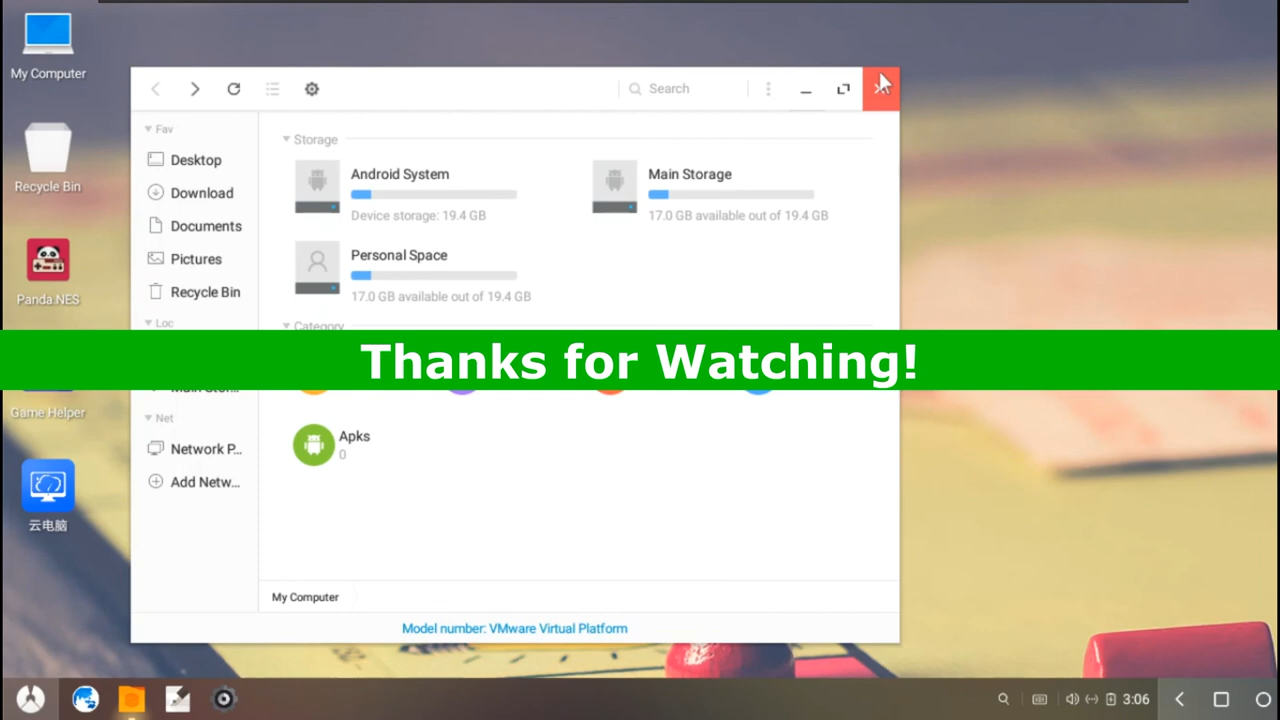 My Computer
Recycle Bin
Panda.NES
Game Helper
云电脑
Search
Fav
Desktop
Download
Documents
Pictures
Recycle Bin
Loc
Net
Network P...
Add Netw...
Storage
Android System
Device storage: 19.4 GB
Main Storage
17.0 GB available out of 19.4 GB
Personal Space
17.0 GB available out of 19.4 GB
Category
Thanks for Watching!
Apks
0
My Computer
Model number: VMware Virtual Platform
3:06